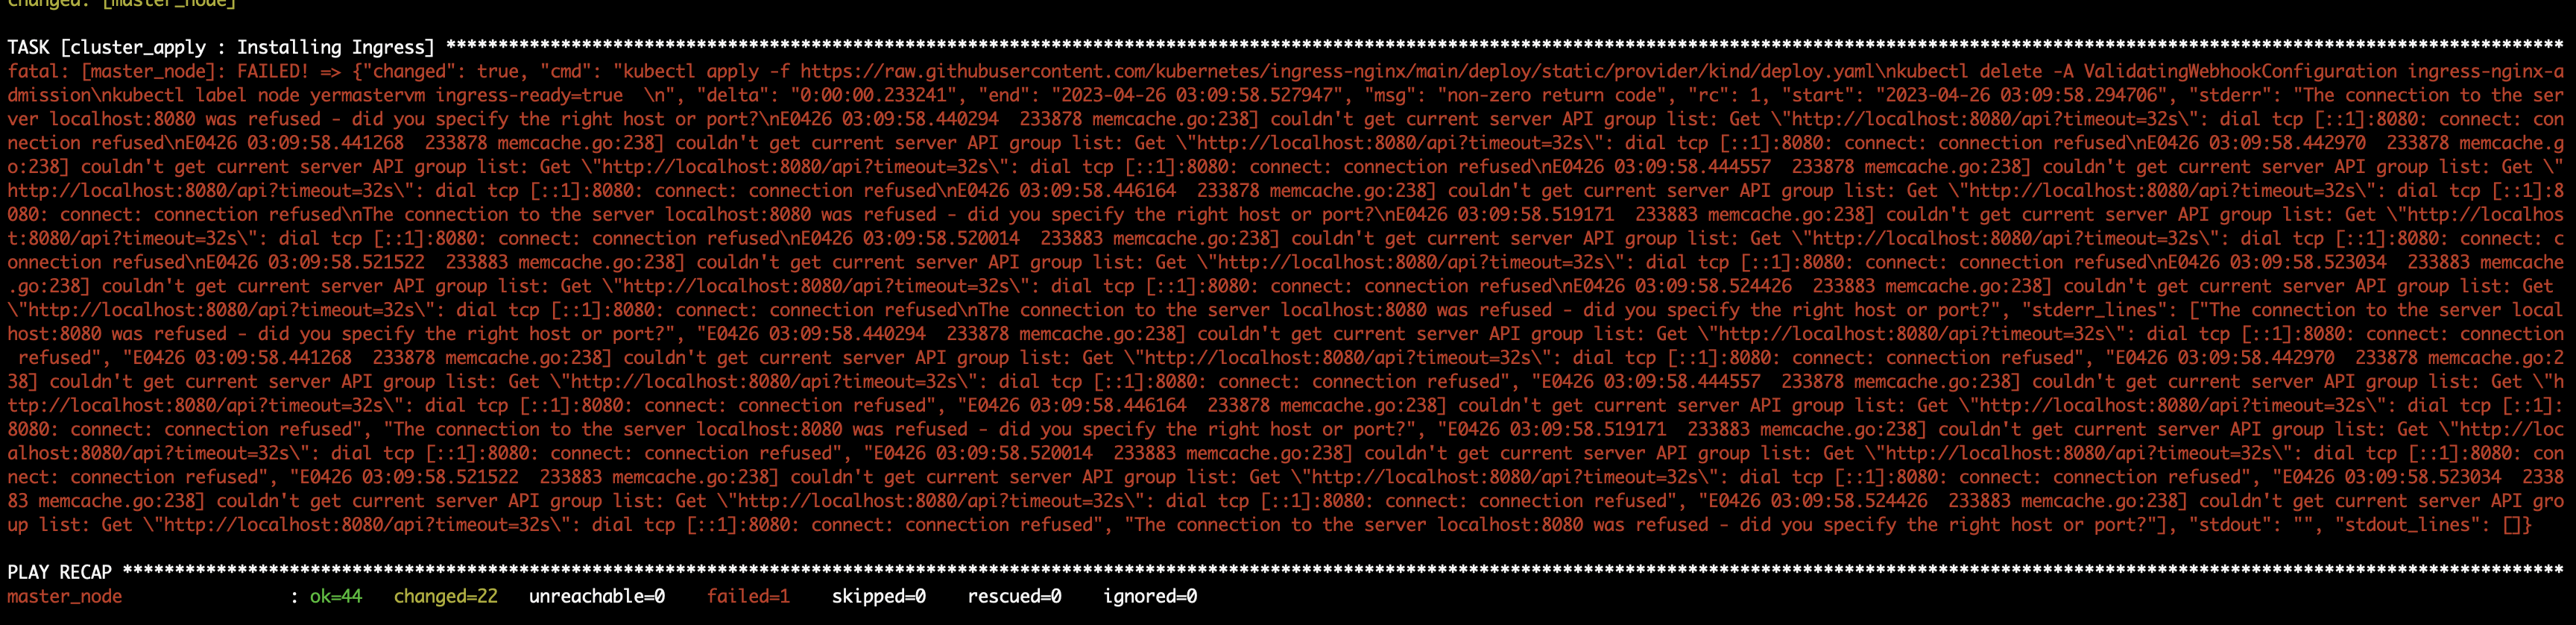 changed: [master_node]
TASK [cluster_apply : Installing Ingress] ****************************************************************************************************************************************************************************************************************
fatal: [master_node]: FAILED! => {"changed": true, "cmd": "kubectl apply -f https://raw.githubusercontent.com/kubernetes/ingress-nginx/main/deploy/static/provider/kind/deploy.yaml\nkubectl delete -A ValidatingWebhookConfiguration ingress-nginx-a
dmission\nkubectl label node yermastervm ingress-ready=true  \n", "delta": "0:00:00.233241", "end": "2023-04-26 03:09:58.527947", "msg": "non-zero return code", "rc": 1, "start": "2023-04-26 03:09:58.294706", "stderr": "The connection to the ser
ver localhost:8080 was refused - did you specify the right host or port?\nE0426 03:09:58.440294  233878 memcache.go:238] couldn't get current server API group list: Get \"http://localhost:8080/api?timeout=32s\": dial tcp [::1]:8080: connect: con
nection refused\nE0426 03:09:58.441268  233878 memcache.go:238] couldn't get current server API group list: Get \"http://localhost:8080/api?timeout=32s\": dial tcp [::1]:8080: connect: connection refused\nE0426 03:09:58.442970  233878 memcache.g
o:238] couldn't get current server API group list: Get \"http://localhost:8080/api?timeout=32s\": dial tcp [::1]:8080: connect: connection refused\nE0426 03:09:58.444557  233878 memcache.go:238] couldn't get current server API group list: Get \"
http://localhost:8080/api?timeout=32s\": dial tcp [::1]:8080: connect: connection refused\nE0426 03:09:58.446164  233878 memcache.go:238] couldn't get current server API group list: Get \"http://localhost:8080/api?timeout=32s\": dial tcp [::1]:8
080: connect: connection refused\nThe connection to the server localhost:8080 was refused - did you specify the right host or port?\nE0426 03:09:58.519171  233883 memcache.go:238] couldn't get current server API group list: Get \"http://localhos
t:8080/api?timeout=32s\": dial tcp [::1]:8080: connect: connection refused\nE0426 03:09:58.520014  233883 memcache.go:238] couldn't get current server API group list: Get \"http://localhost:8080/api?timeout=32s\": dial tcp [::1]:8080: connect: c
onnection refused\nE0426 03:09:58.521522  233883 memcache.go:238] couldn't get current server API group list: Get \"http://localhost:8080/api?timeout=32s\": dial tcp [::1]:8080: connect: connection refused\nE0426 03:09:58.523034  233883 memcache
.go:238] couldn't get current server API group list: Get \"http://localhost:8080/api?timeout=32s\": dial tcp [::1]:8080: connect: connection refused\nE0426 03:09:58.524426  233883 memcache.go:238] couldn't get current server API group list: Get
\"http://localhost:8080/api?timeout=32s\": dial tcp [::1]:8080: connect: connection refused\nThe connection to the server localhost:8080 was refused - did you specify the right host or port?", "stderr_lines": ["The connection to the server local
host:8080 was refused - did you specify the right host or port?", "E0426 03:09:58.440294  233878 memcache.go:238] couldn't get current server API group list: Get \"http://localhost:8080/api?timeout=32s\": dial tcp [::1]:8080: connect: connection
 refused", "E0426 03:09:58.441268  233878 memcache.go:238] couldn't get current server API group list: Get \"http://localhost:8080/api?timeout=32s\": dial tcp [::1]:8080: connect: connection refused", "E0426 03:09:58.442970  233878 memcache.go:2
38] couldn't get current server API group list: Get \"http://localhost:8080/api?timeout=32s\": dial tcp [::1]:8080: connect: connection refused", "E0426 03:09:58.444557  233878 memcache.go:238] couldn't get current server API group list: Get \"h
ttp://localhost:8080/api?timeout=32s\": dial tcp [::1]:8080: connect: connection refused", "E0426 03:09:58.446164  233878 memcache.go:238] couldn't get current server API group list: Get \"http://localhost:8080/api?timeout=32s\": dial tcp [::1]:
8080: connect: connection refused", "The connection to the server localhost:8080 was refused - did you specify the right host or port?", "E0426 03:09:58.519171  233883 memcache.go:238] couldn't get current server API group list: Get \"http://loc
alhost:8080/api?timeout=32s\": dial tcp [::1]:8080: connect: connection refused", "E0426 03:09:58.520014  233883 memcache.go:238] couldn't get current server API group list: Get \"http://localhost:8080/api?timeout=32s\": dial tcp [::1]:8080: con
nect: connection refused", "E0426 03:09:58.521522  233883 memcache.go:238] couldn't get current server API group list: Get \"http://localhost:8080/api?timeout=32s\": dial tcp [::1]:8080: connect: connection refused", "E0426 03:09:58.523034  2338
83 memcache.go:238] couldn't get current server API group list: Get \"http://localhost:8080/api?timeout=32s\": dial tcp [::1]:8080: connect: connection refused", "E0426 03:09:58.524426  233883 memcache.go:238] couldn't get current server API gro
up list: Get \"http://localhost:8080/api?timeout=32s\": dial tcp [::1]:8080: connect: connection refused", "The connection to the server localhost:8080 was refused - did you specify the right host or port?"], "stdout": "", "stdout_lines": []}
PLAY RECAP ***********************************************************************************************************************************************************************************************************************************************
master_node                : ok=44   changed=22   unreachable=0    failed=1    skipped=0    rescued=0    ignored=0